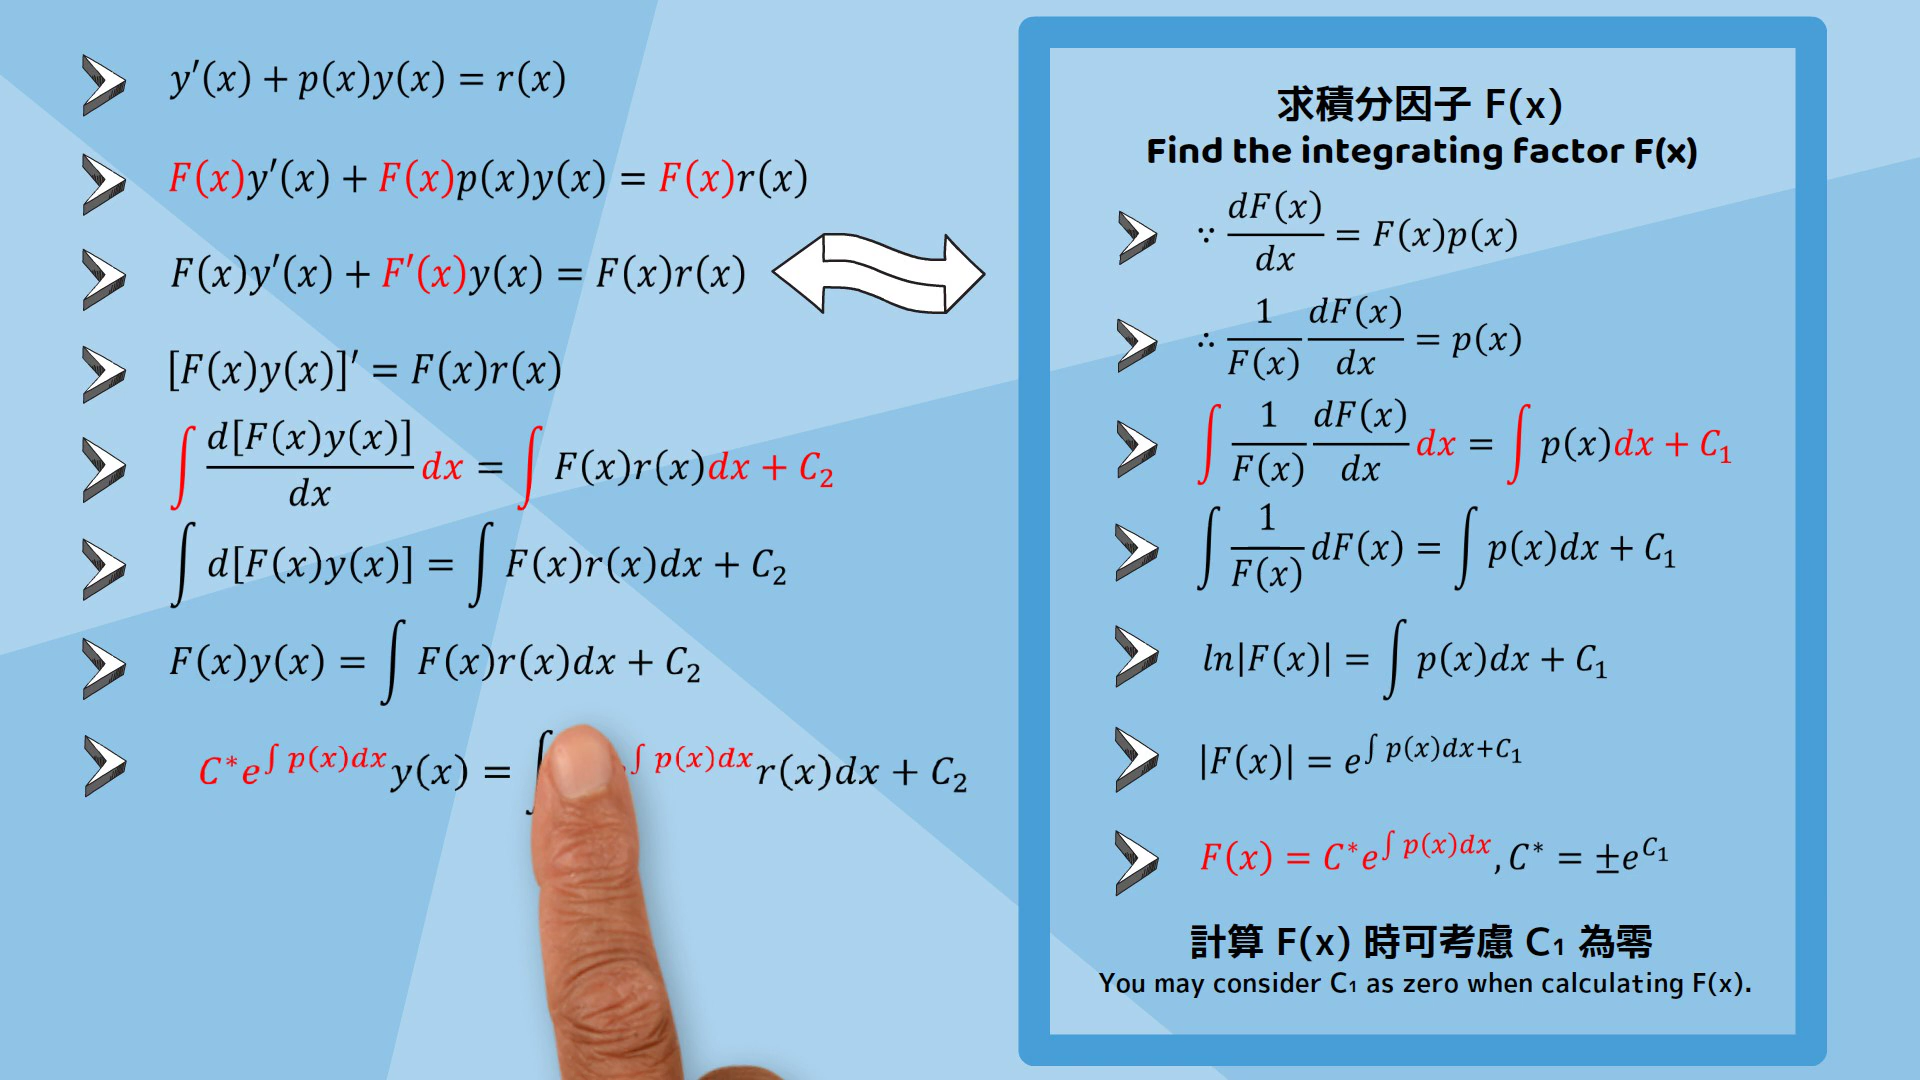 y′(x) + p(x)y(x) = r(x)
F(x)y′(x) + F(x)p(x)y(x) = F(x)r(x)
F(x)y′(x) + F′(x)y(x) = F(x)r(x)
[F(x)y(x)]′ = F(x)r(x)
∫ d[F(x)y(x)]/dx dx = ∫ F(x)r(x)dx + C₂
∫ d[F(x)y(x)] = ∫ F(x)r(x)dx + C₂
F(x)y(x) = ∫ F(x)r(x)dx + C₂
C*e^{∫ p(x)dx} y(x) = ∫ ^{∫ p(x)dx} r(x)dx + C₂
求積分因子 F(x)
Find the integrating factor F(x)
∵ dF(x)/dx = F(x)p(x)
∴ 1/F(x) dF(x)/dx = p(x)
∫ 1/F(x) dF(x)/dx dx = ∫ p(x)dx + C₁
∫ 1/F(x) dF(x) = ∫ p(x)dx + C₁
ln|F(x)| = ∫ p(x)dx + C₁
|F(x)| = e^{∫ p(x)dx+C₁}
F(x) = C*e^{∫ p(x)dx}, C* = ±e^{C₁}
計算 F(x) 時可考慮 C₁ 為零
You may consider C₁ as zero when calculating F(x).